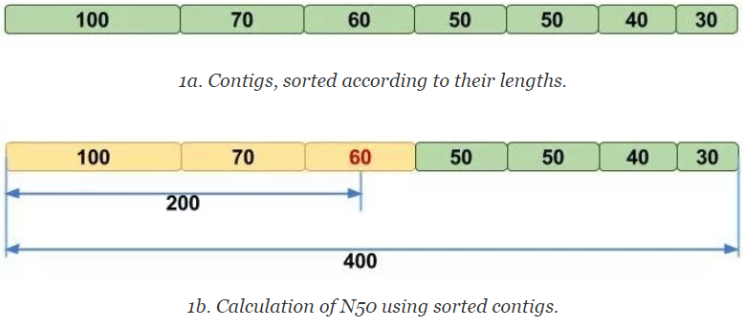 100 70 60 50 50 40 30
1a. Contigs, sorted according to their lengths.
100 70 60 50 50 40 30
200
400
1b. Calculation of N50 using sorted contigs.